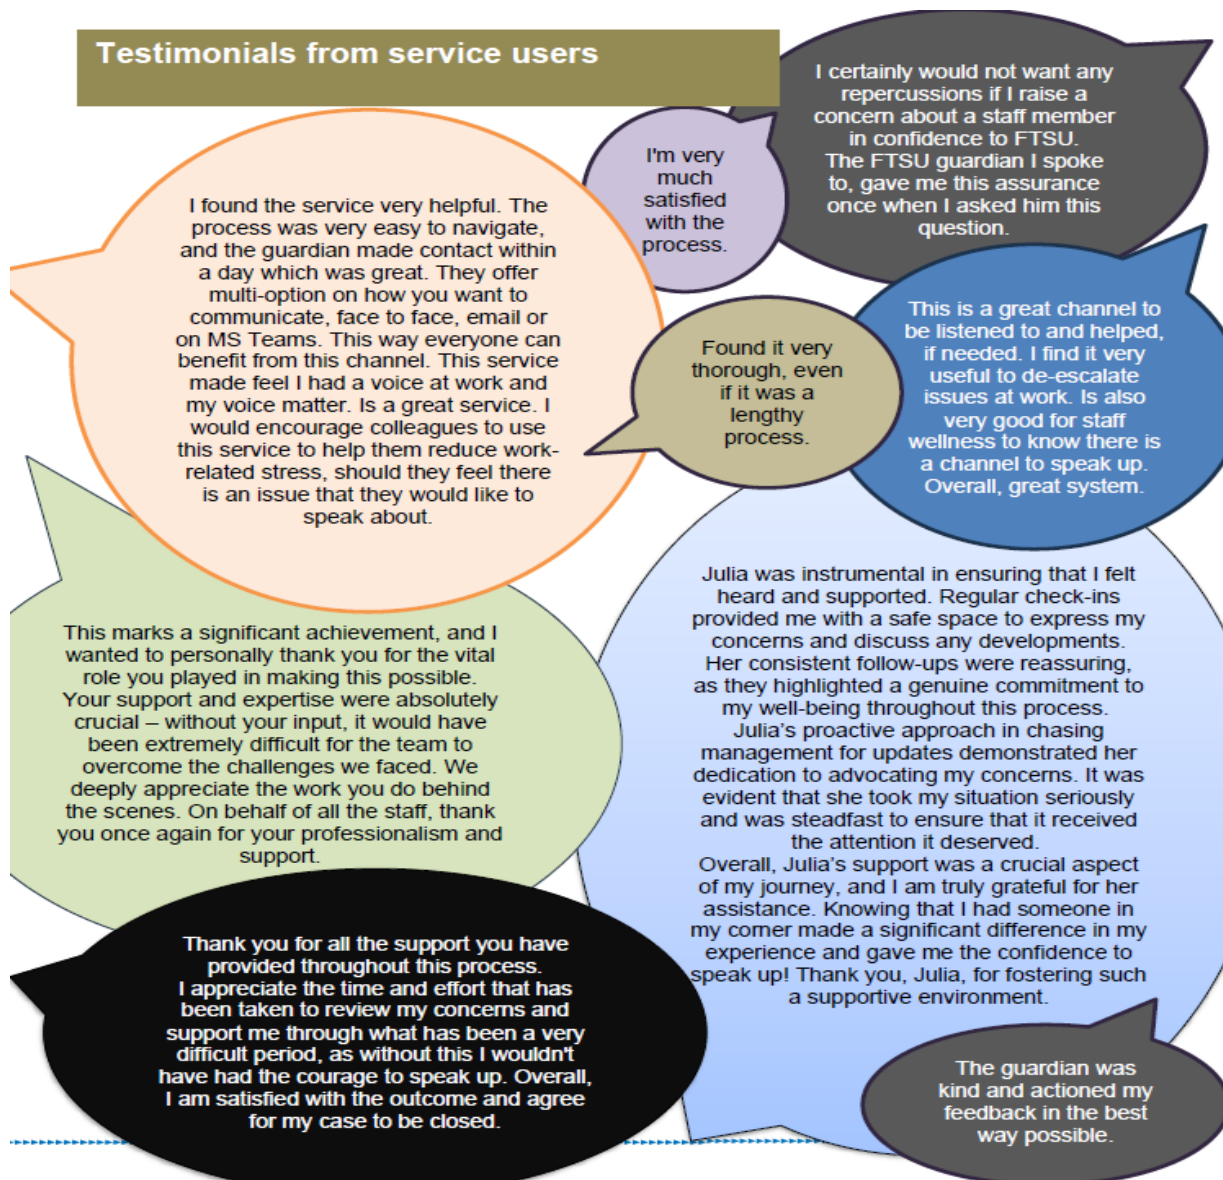 Testimonials from service users
I certainly would not want any
repercussions if I raise a
concern about a staff member
in confidence to FTSU.
The FTSU guardian I spoke
to, gave me this assurance
once when I asked him this
question.
I'm very
much
satisfied
with the
process.
I found the service very helpful. The
process was very easy to navigate,
and the guardian made contact within
a day which was great. They offer
multi-option on how you want to
communicate, face to face, email or
on MS Teams. This way everyone can
benefit from this channel. This service
made feel I had a voice at work and
my voice matter. Is a great service. I
would encourage colleagues to use
this service to help them reduce work-
related stress, should they feel there
is an issue that they would like to
speak about.
Found it very
thorough, even
if it was a
lengthy
process.
This is a great channel to
be listened to and helped,
if needed. I find it very
useful to de-escalate
issues at work. Is also
very good for staff
wellness to know there is
a channel to speak up.
Overall, great system.
This marks a significant achievement, and I
wanted to personally thank you for the vital
role you played in making this possible.
Your support and expertise were absolutely
crucial – without your input, it would have
been extremely difficult for the team to
overcome the challenges we faced. We
deeply appreciate the work you do behind
the scenes. On behalf of all the staff, thank
you once again for your professionalism and
support.
Julia was instrumental in ensuring that I felt
heard and supported. Regular check-ins
provided me with a safe space to express my
concerns and discuss any developments.
Her consistent follow-ups were reassuring,
as they highlighted a genuine commitment to
my well-being throughout this process.
Julia's proactive approach in chasing
management for updates demonstrated her
dedication to advocating my concerns. It was
evident that she took my situation seriously
and was steadfast to ensure that it received
the attention it deserved.
Overall, Julia's support was a crucial aspect
of my journey, and I am truly grateful for her
assistance. Knowing that I had someone in
my corner made a significant difference in my
experience and gave me the confidence to
speak up! Thank you, Julia, for fostering such
a supportive environment.
Thank you for all the support you have
provided throughout this process.
I appreciate the time and effort that has
been taken to review my concerns and
support me through what has been a very
difficult period, as without this I wouldn't
have had the courage to speak up. Overall,
I am satisfied with the outcome and agree
for my case to be closed.
The guardian was
kind and actioned my
feedback in the best
way possible.